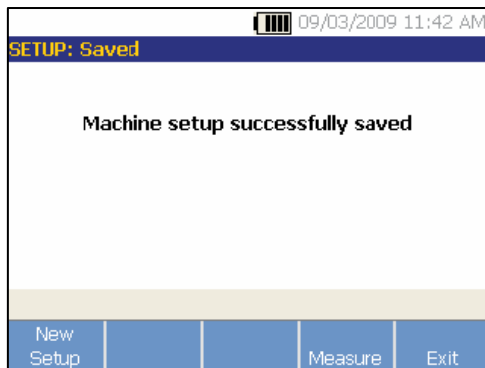 09/03/2009 11:42 AM
SETUP: Saved
Machine setup successfully saved
New
Setup
Measure
Exit